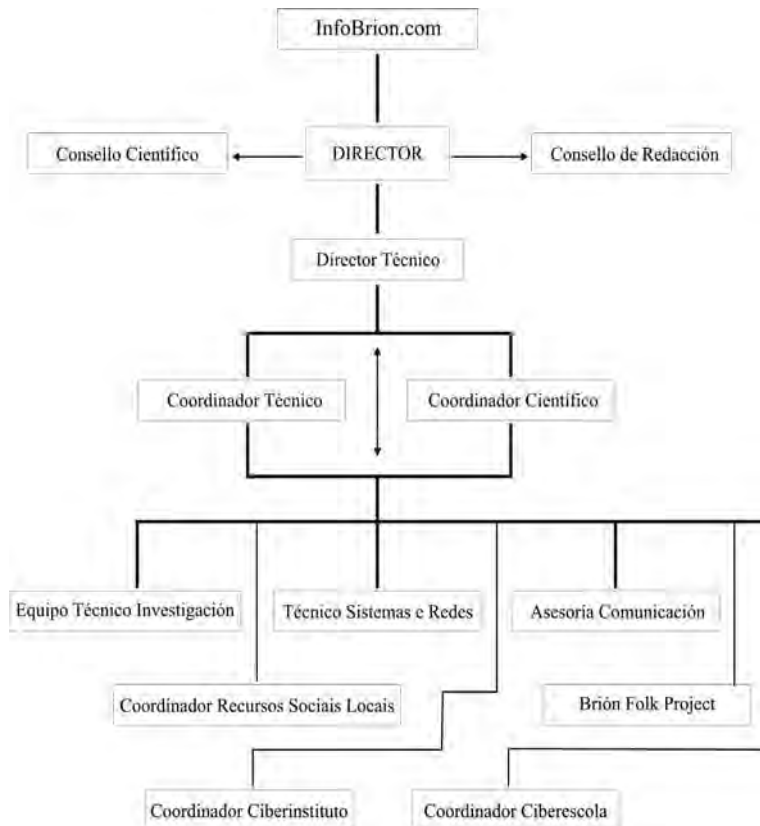 InfoBrion.com
Consello Científico
DIRECTOR
Consello de Redacción
Director Técnico
Coordinador Técnico
Coordinador Científico
Equipo Técnico Investigación
Técnico Sistemas e Redes
Asesoría Comunicación
Coordinador Recursos Sociais Locais
Brión Folk Project
Coordinador Ciberinstituto
Coordinador Ciberescola